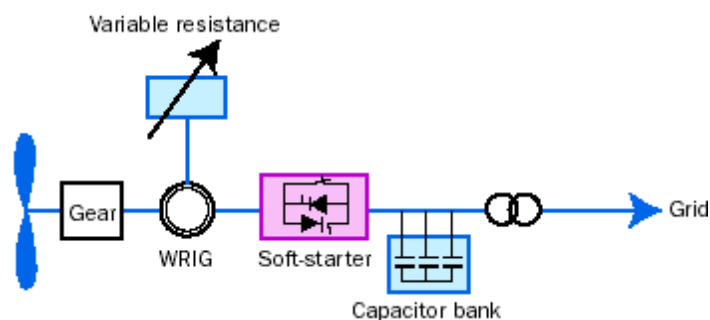 Variable resistance
Gear
WRIG
Soft-starter
Grid
Capacitor bank